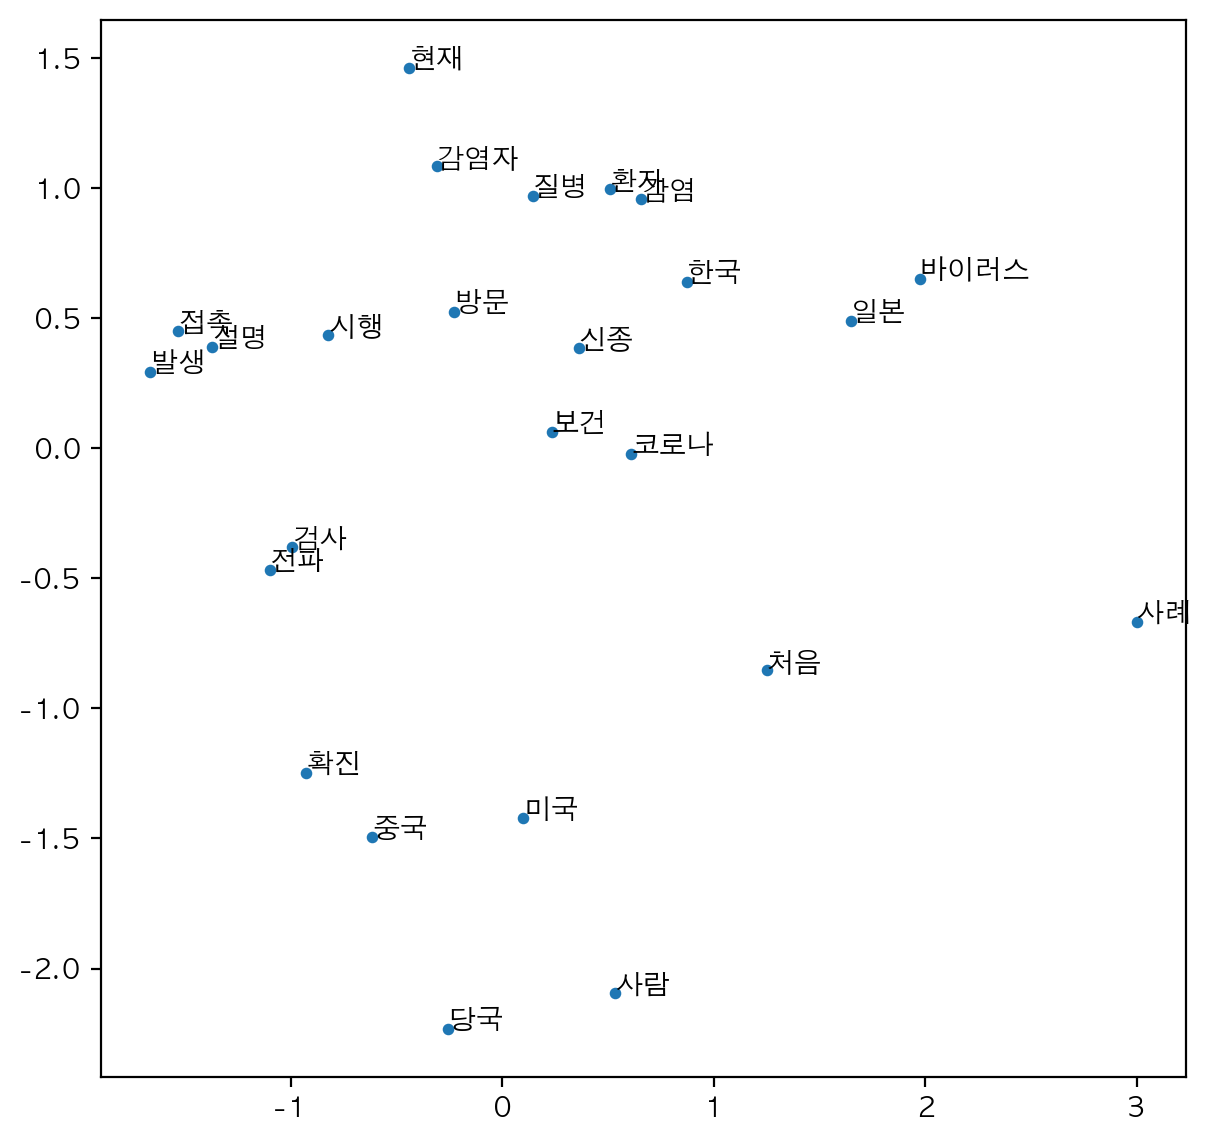 1.5
현재
감염자
1.0
질병
환자
감염
한국
바이러스
0.5
접촉
설명
시행
방문
일본
발생
신종
보건
0.0
코로나
검사
전파
-0.5
사례
처음
-1.0
확진
미국
중국
-1.5
-2.0
사람
당국
-1
0
1
2
3